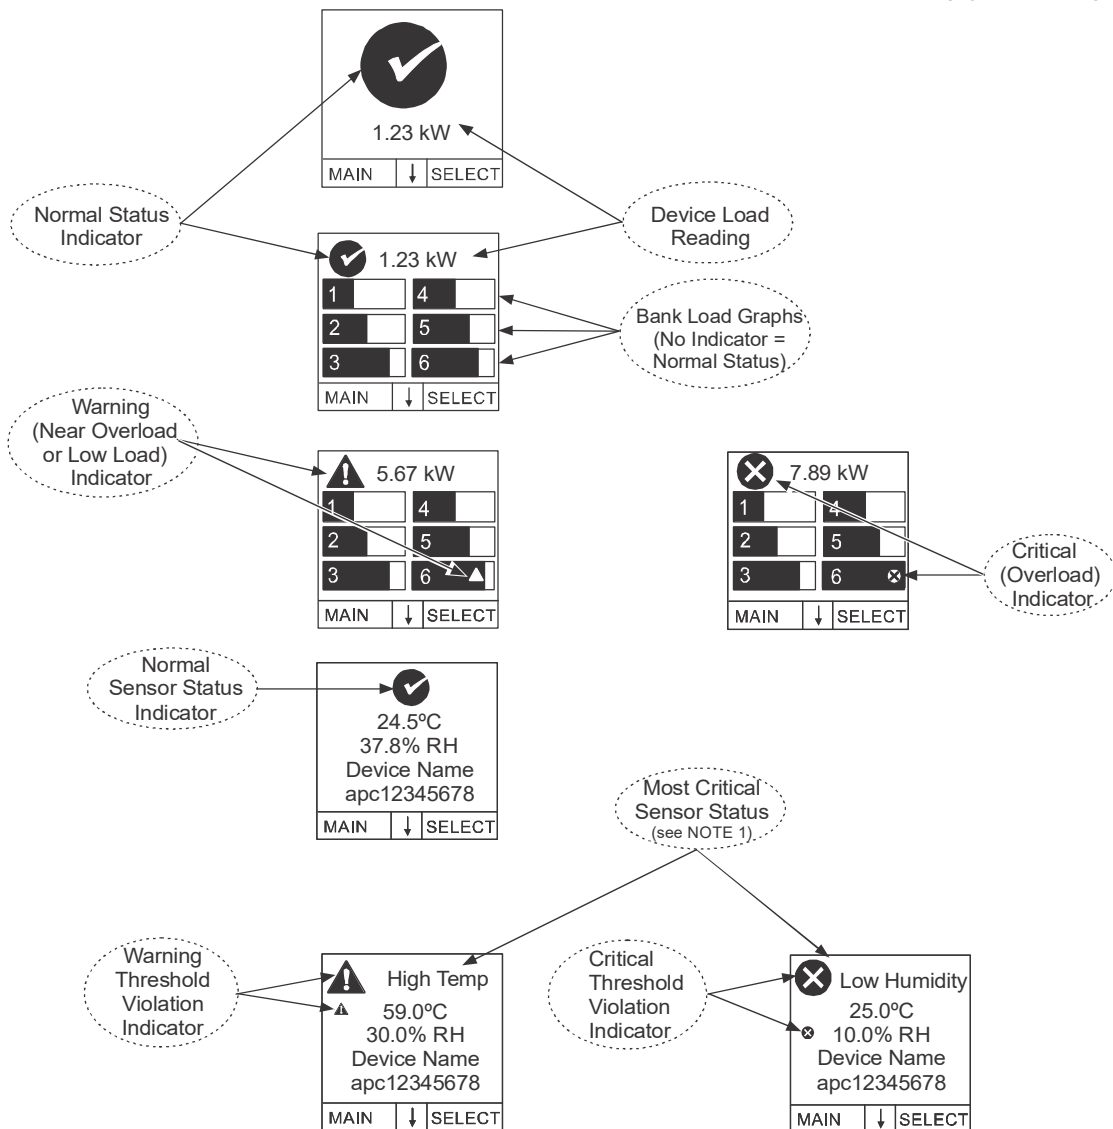 1.23 kW
MAIN ↓ SELECT
Normal Status
Indicator
Device Load
Reading
1.23 kW
1 4
2 5
3 6
MAIN ↓ SELECT
Bank Load Graphs
(No Indicator =
Normal Status)
Warning
(Near Overload
or Low Load)
Indicator
5.67 kW
1 4
2 5
3 6
MAIN ↓ SELECT
7.89 kW
1 4
2 5
3 6
MAIN ↓ SELECT
Critical
(Overload)
Indicator
Normal
Sensor Status
Indicator
24.5ºC
37.8% RH
Device Name
apc12345678
MAIN ↓ SELECT
Most Critical
Sensor Status
(see NOTE 1)
Warning
Threshold
Violation
Indicator
High Temp
59.0ºC
30.0% RH
Device Name
apc12345678
MAIN ↓ SELECT
Critical
Threshold
Violation
Indicator
Low Humidity
25.0ºC
10.0% RH
Device Name
apc12345678
MAIN ↓ SELECT